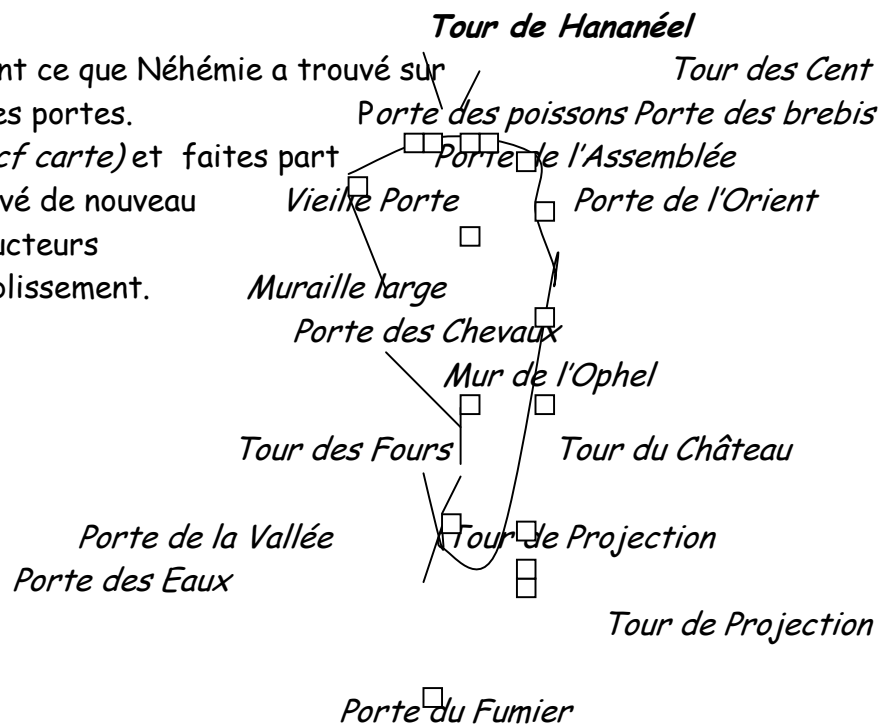 Tour de Hananéel
nt ce que Néhémie a trouvé sur Tour des Cent
es portes. Porte des poissons Porte des brebis
cf carte) et faites part Porte de l'Assemblée
vé de nouveau Vieille Porte Porte de l'Orient
ucteurs
lissement. Muraille large
Porte des Chevaux
Mur de l'Ophel
Tour des Fours Tour du Château
Porte de la Vallée Tour de Projection
Porte des Eaux
Tour de Projection
Porte du Fumier